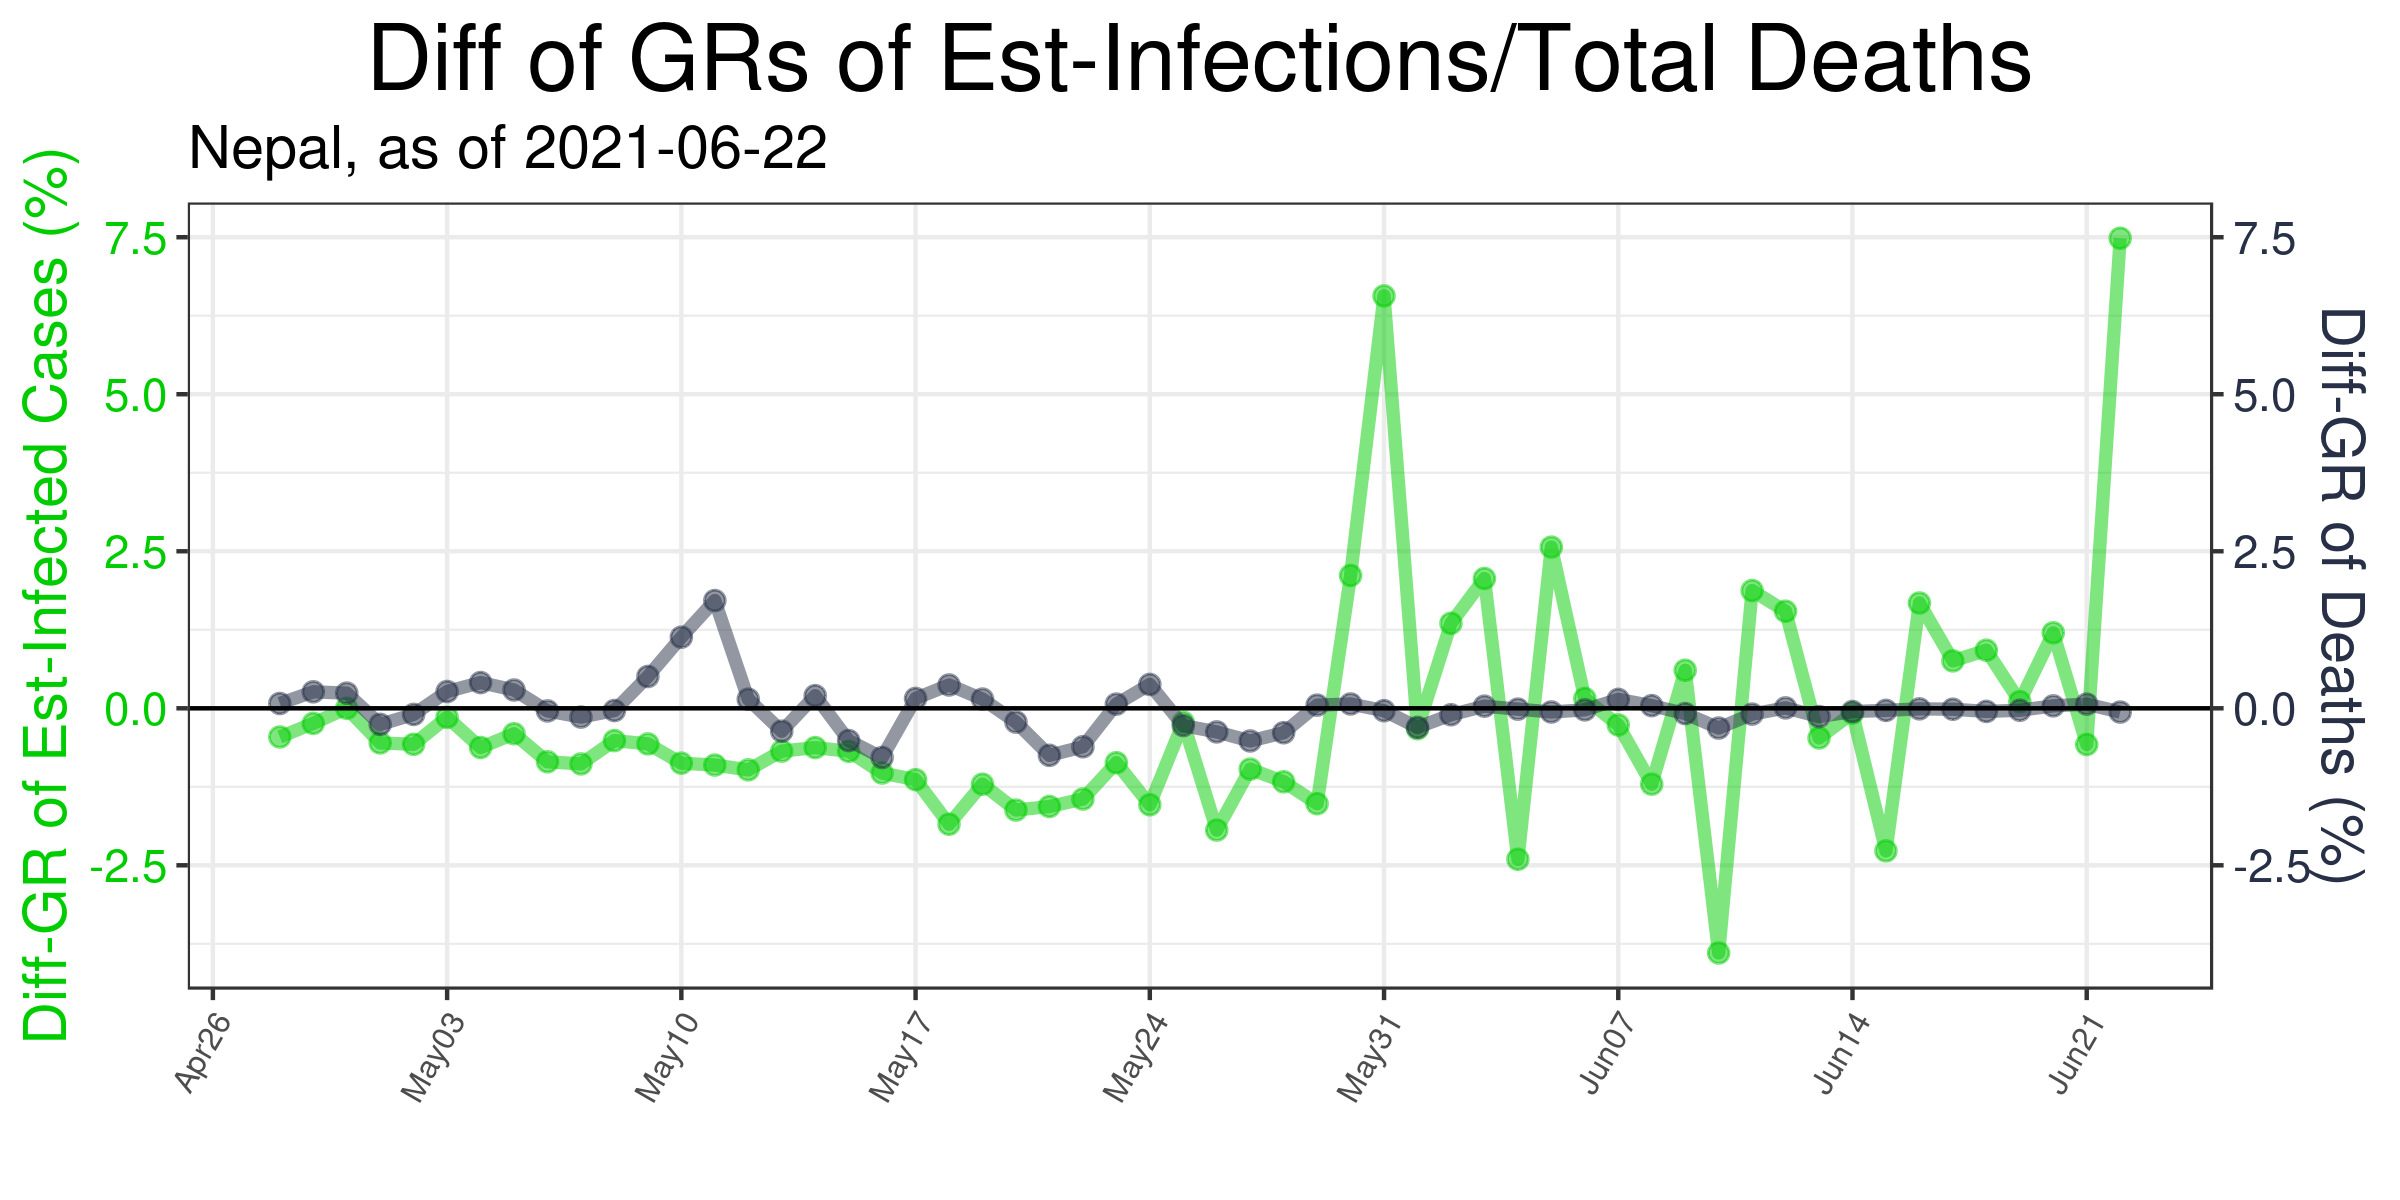 Diff of GRs of Est-Infections/Total Deaths
Nepal, as of 2021-06-22
Diff-GR of Est-Infected Cases (%)
7.5
5.0
2.5
0.0
-2.5
7.5
5.0
2.5
0.0
-2.5
Diff-GR of Deaths (%)
Apr26
May03
May10
May17
May24
May31
Jun07
Jun14
Jun21